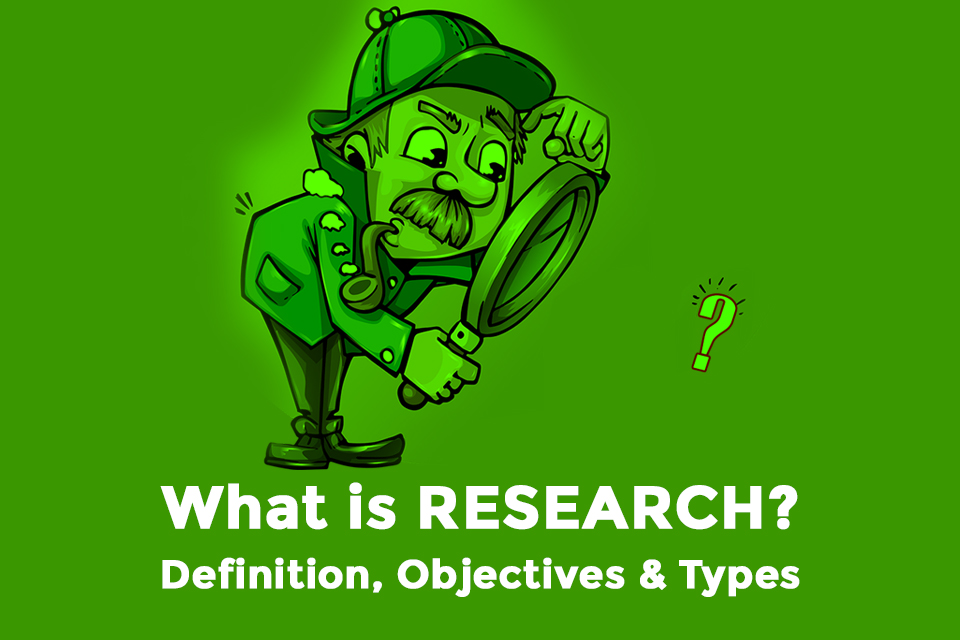 ?
What is RESEARCH?
Definition, Objectives & Types